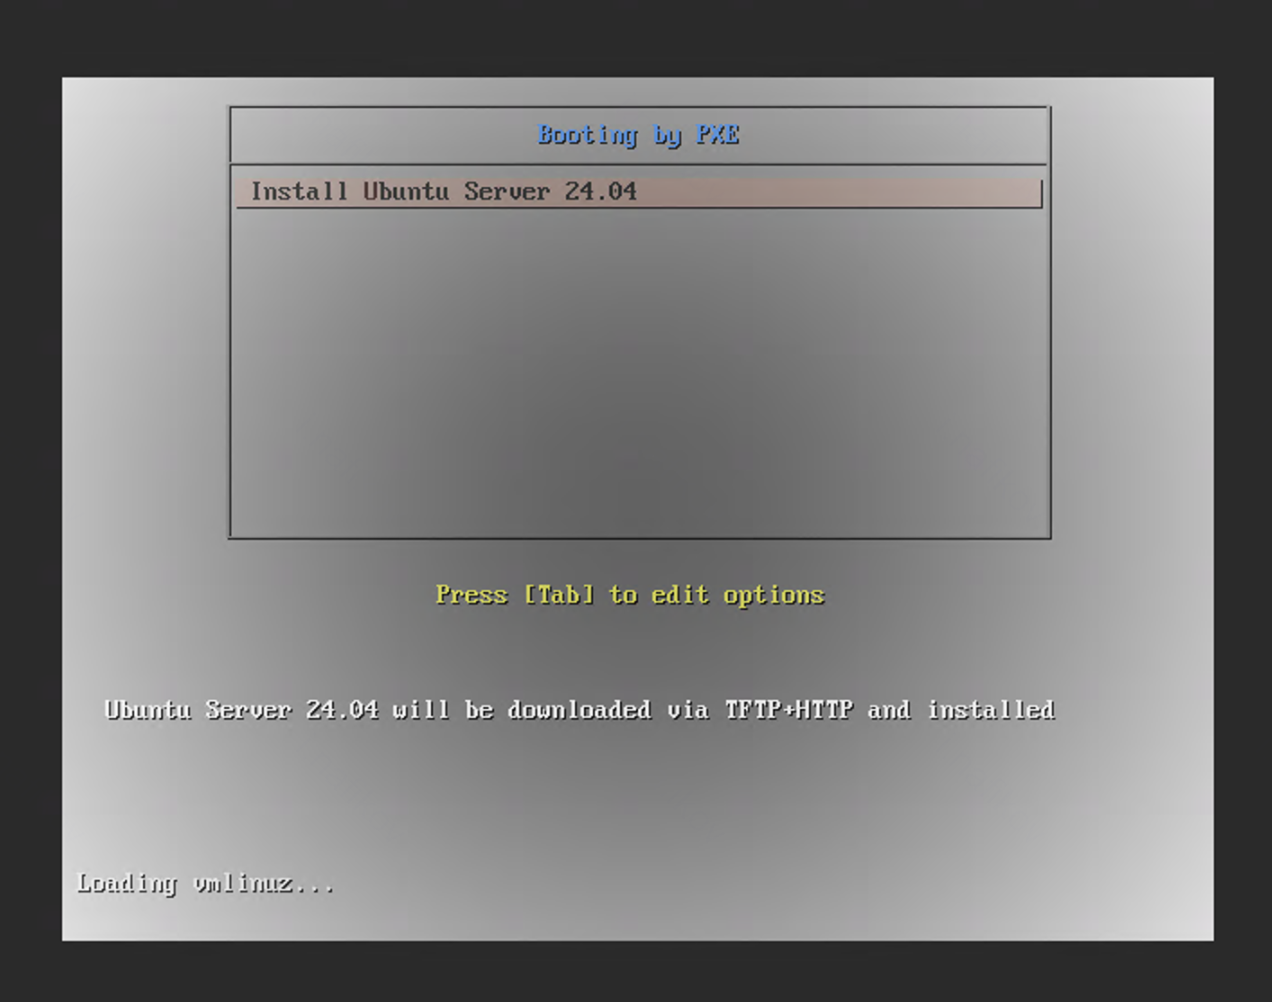 Booting by PXE
Install Ubuntu Server 24.04
Press [Tab] to edit options
Ubuntu Server 24.04 will be downloaded via TFTP+HTTP and installed
Loading vmlinuz...